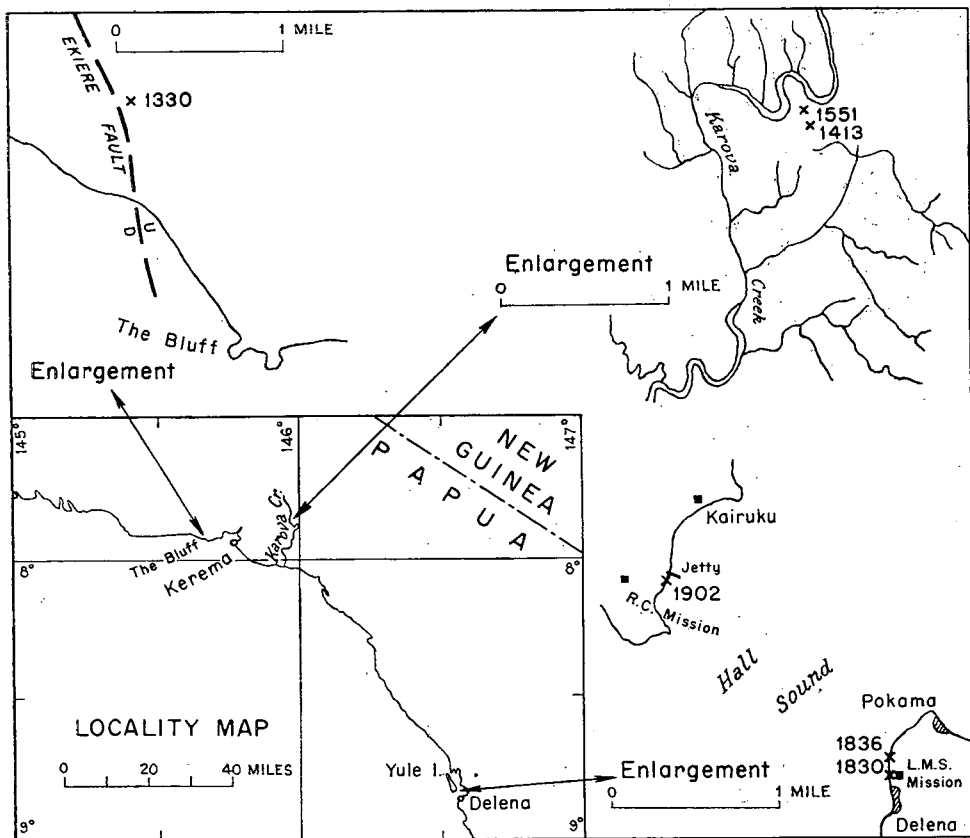 0 1 MILE
EKIERE
FAULT
× 1330
U
D
The Bluff
Enlargement
Karova
Creek
× 1551
× 1413
Enlargement
0 1 MILE
145°
146°
147°
NEW
GUINEA
PAPUA
The Bluff
Kerema
Karova Cr.
8°
8°
LOCALITY MAP
0 20 40 MILES
Yule I.
Delena
9°
Kairuku
Jetty
1902
R.C. Mission
Hall
Sound
Pokama
1836
1830
L.M.S.
Mission
Delena
Enlargement
0 1 MILE